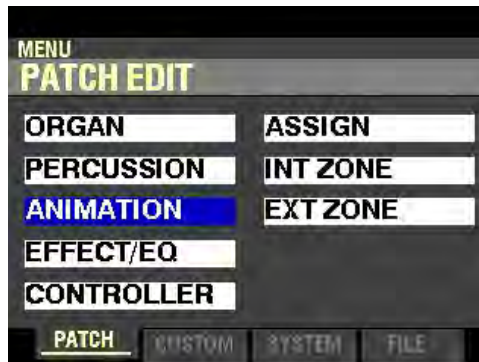 MENU
PATCH EDIT
ORGAN
PERCUSSION
ANIMATION
EFFECT/EQ
CONTROLLER
ASSIGN
INT ZONE
EXT ZONE
PATCH CUSTOM SYSTEM FILE